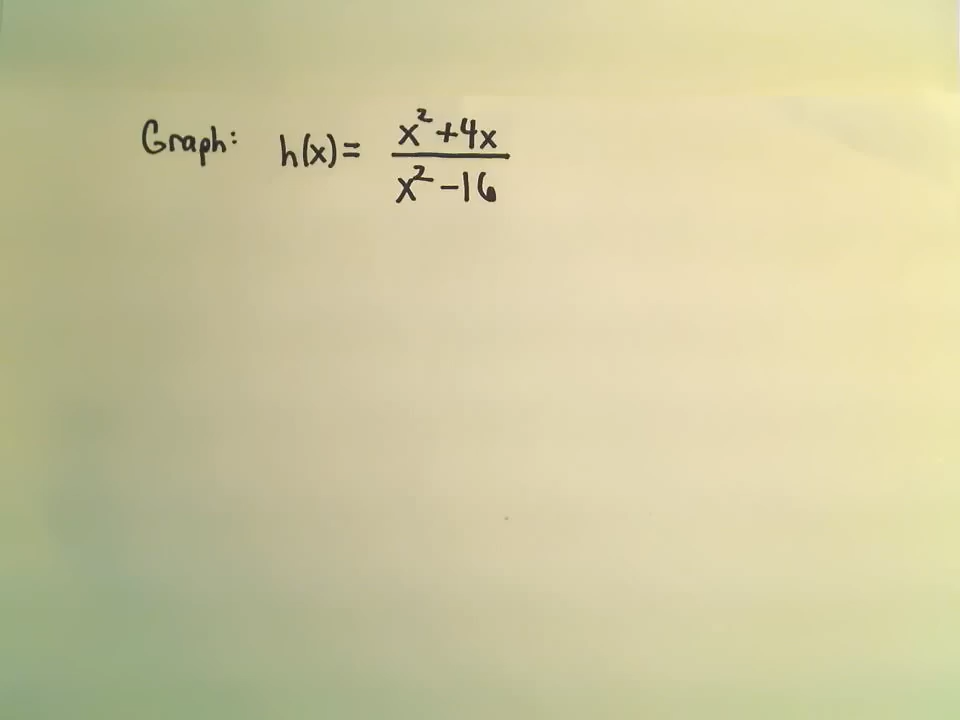 Graph: h(x) = (x² + 4x) / (x² - 16)